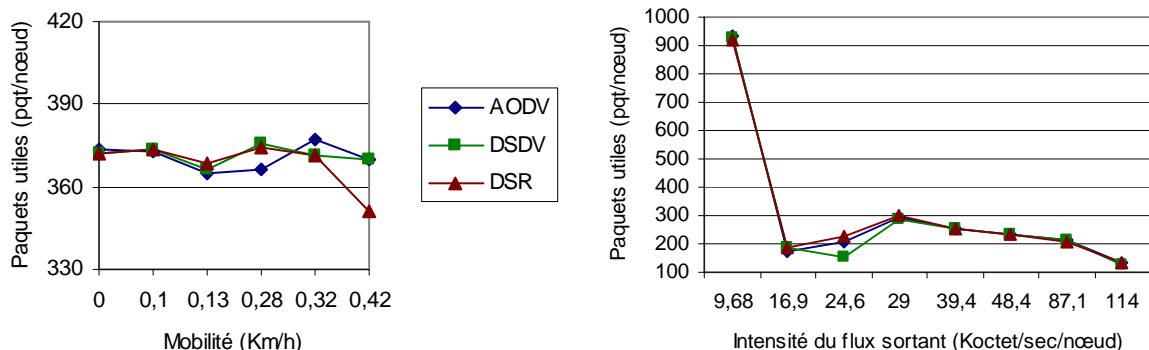 Paquets utiles (pqt/nœud)
420
390
360
330
0 0,1 0,13 0,28 0,32 0,42
Mobilité (Km/h)
AODV
DSDV
DSR
Paquets utiles (pqt/nœud)
1000
900
800
700
600
500
400
300
200
100
9,68 16,9 24,6 29 39,4 48,4 87,1 114
Intensité du flux sortant (Koctet/sec/nœud)